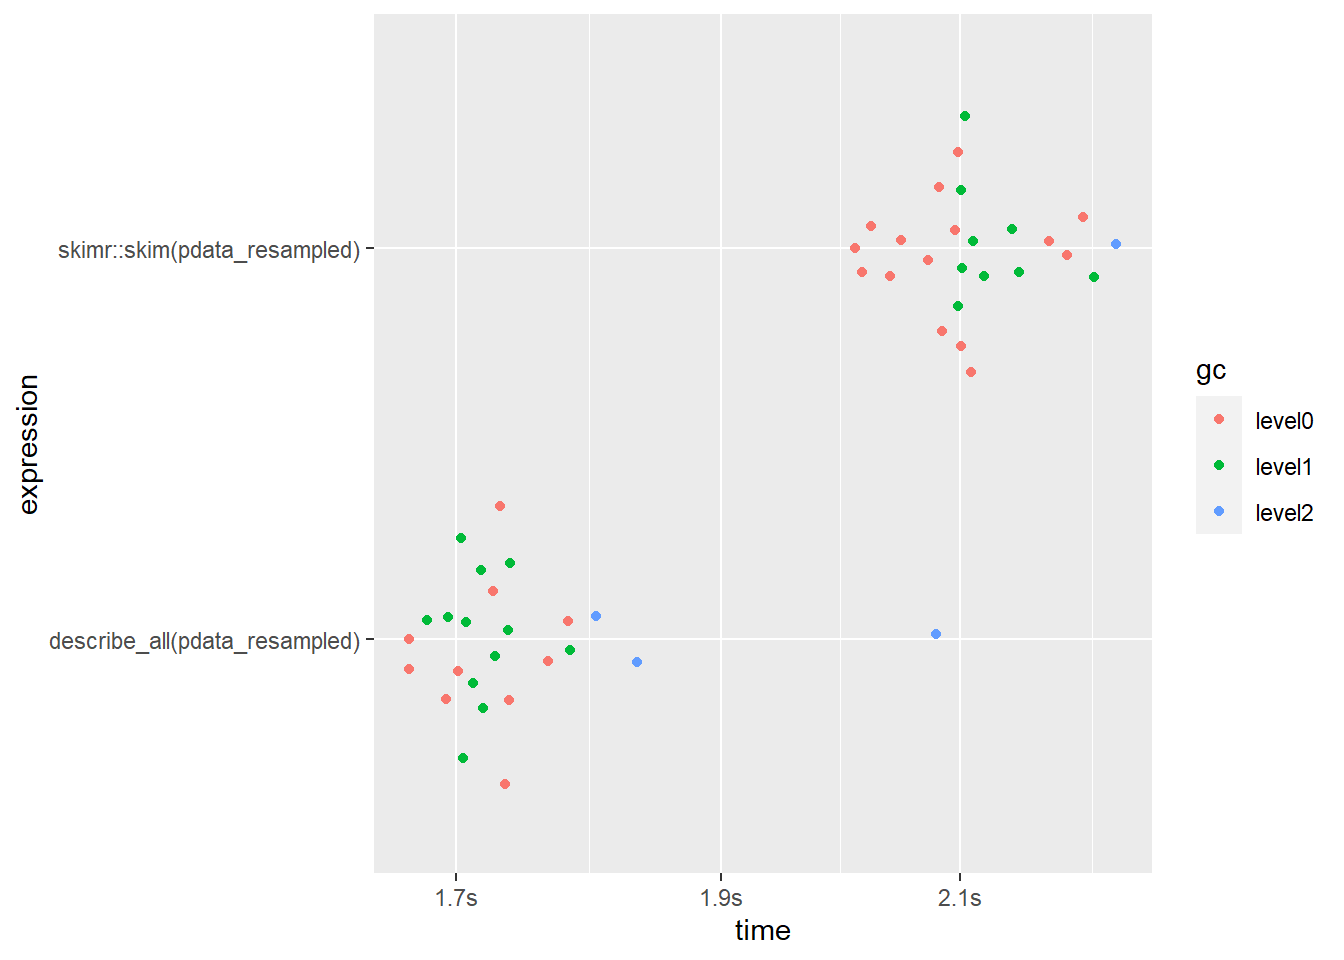 skimr::skim(pdata_resampled)
describe_all(pdata_resampled)
expression
1.7s
1.9s
2.1s
time
gc
level0
level1
level2